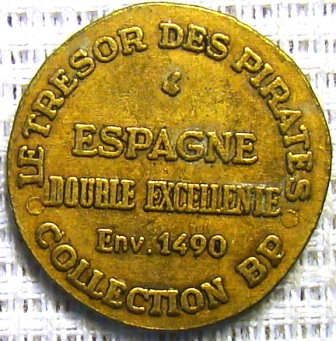 LE TRESOR DES PIRATES
ESPAGNE
DOUBLE EXCELLENTE
Env. 1490
COLLECTION BP